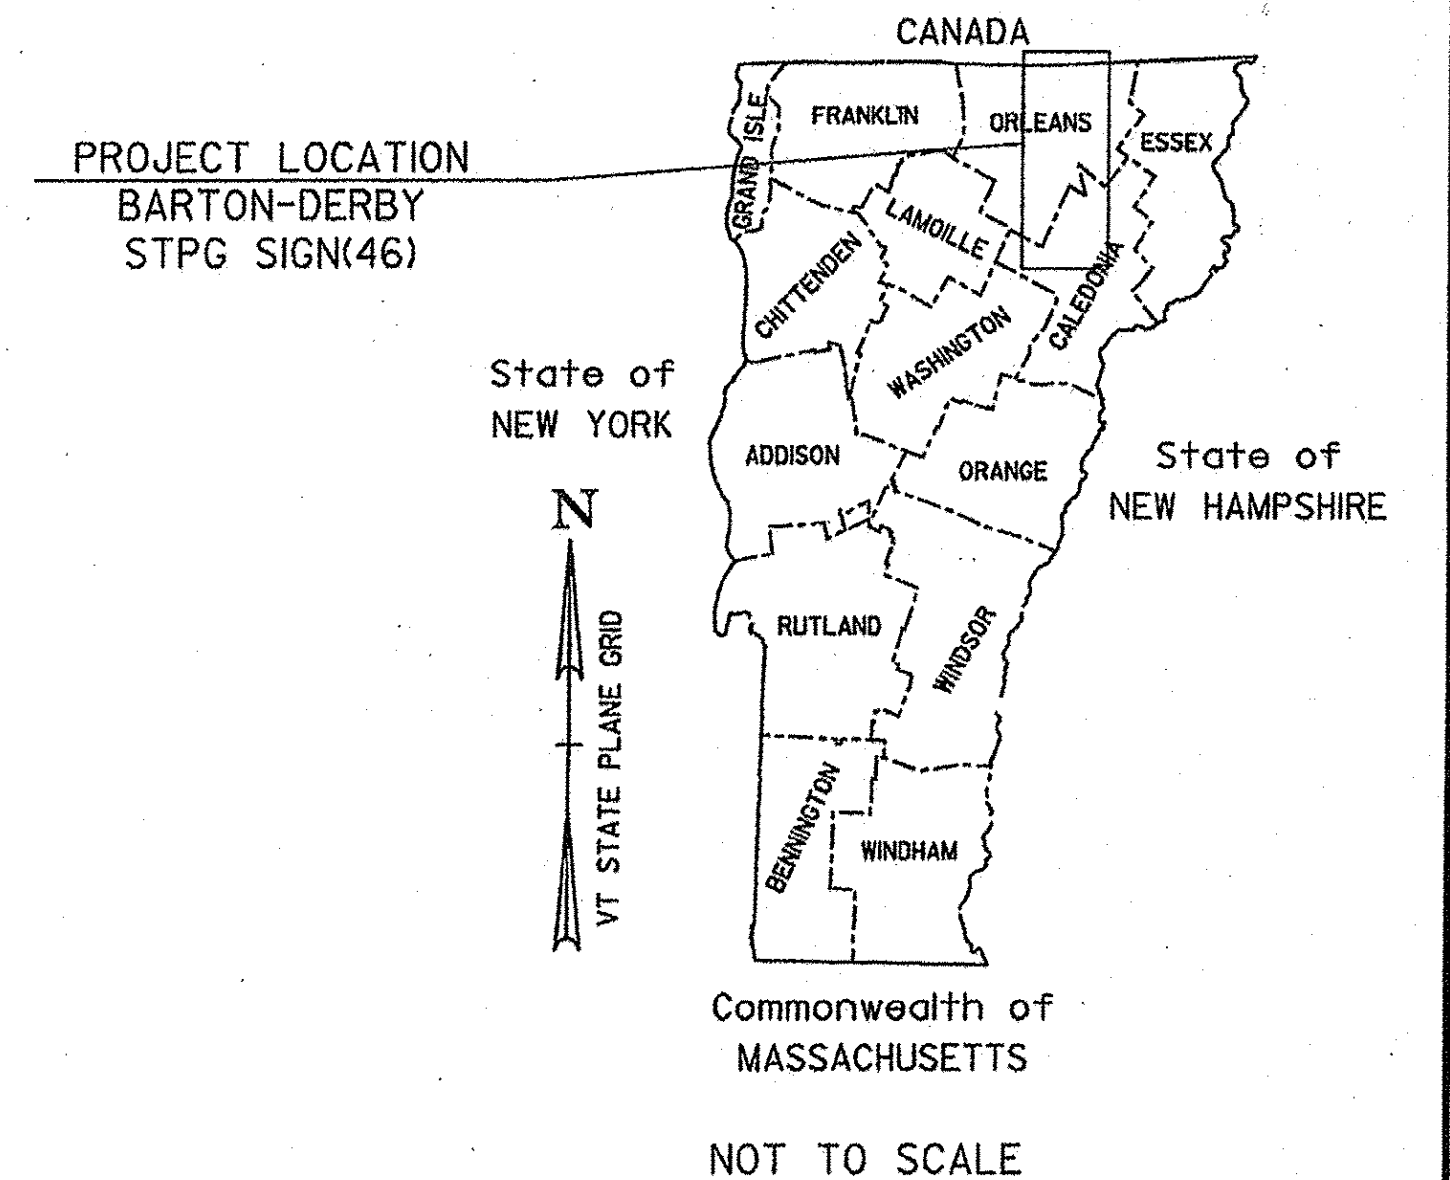 CANADA
PROJECT LOCATION
BARTON-DERBY
STPG SIGN(46)
GRAND ISLE
FRANKLIN
ORLEANS
ESSEX
LAMOILLE
CHITTENDEN
CALEDONIA
WASHINGTON
State of
NEW YORK
ADDISON
ORANGE
State of
NEW HAMPSHIRE
N
VT STATE PLANE GRID
RUTLAND
WINDSOR
BENNINGTON
WINDHAM
Commonwealth of
MASSACHUSETTS
NOT TO SCALE